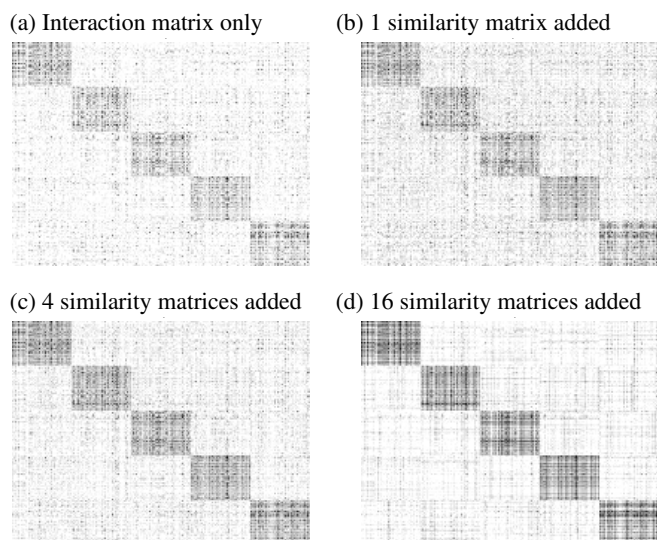 (a) Interaction matrix only
(b) 1 similarity matrix added
(c) 4 similarity matrices added
(d) 16 similarity matrices added